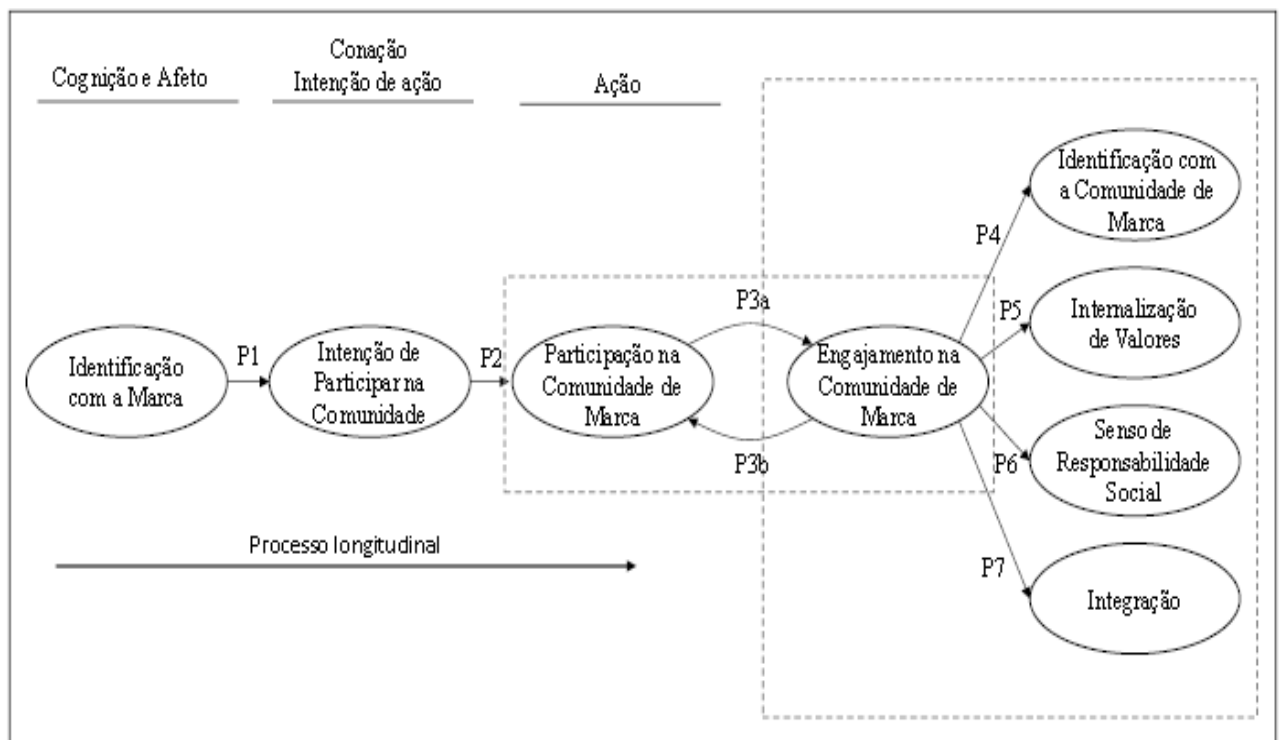 Cognição e Afeto
Conação
Intenção de ação
Ação
Identificação com
a Comunidade de
Marca
P4
P3a
P5
Internalização
de Valores
Identificação
com a Marca
P1
Intenção de
Participar na
Comunidade
P2
Participação na
Comunidade de
Marca
Engajamento na
Comunidade de
Marca
P3b
P6
Senso de
Responsabilidade
Social
Processo longitudinal
P7
Integração